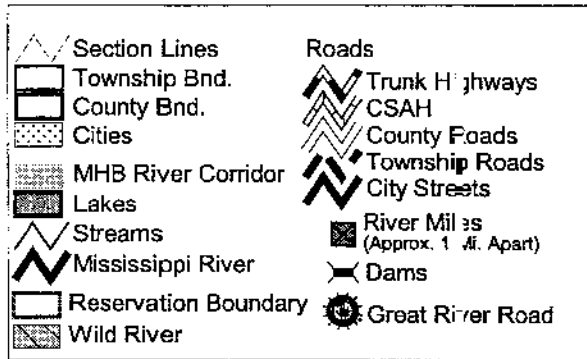 Section Lines
Township Bnd.
County Bnd.
Cities
MHB River Corridor
Lakes
Streams
Mississippi River
Reservation Boundary
Wild River
Roads
Trunk Highways
CSAH
County Roads
Township Roads
City Streets
River Miles
(Approx. 1 Mi. Apart)
Dams
Great River Road